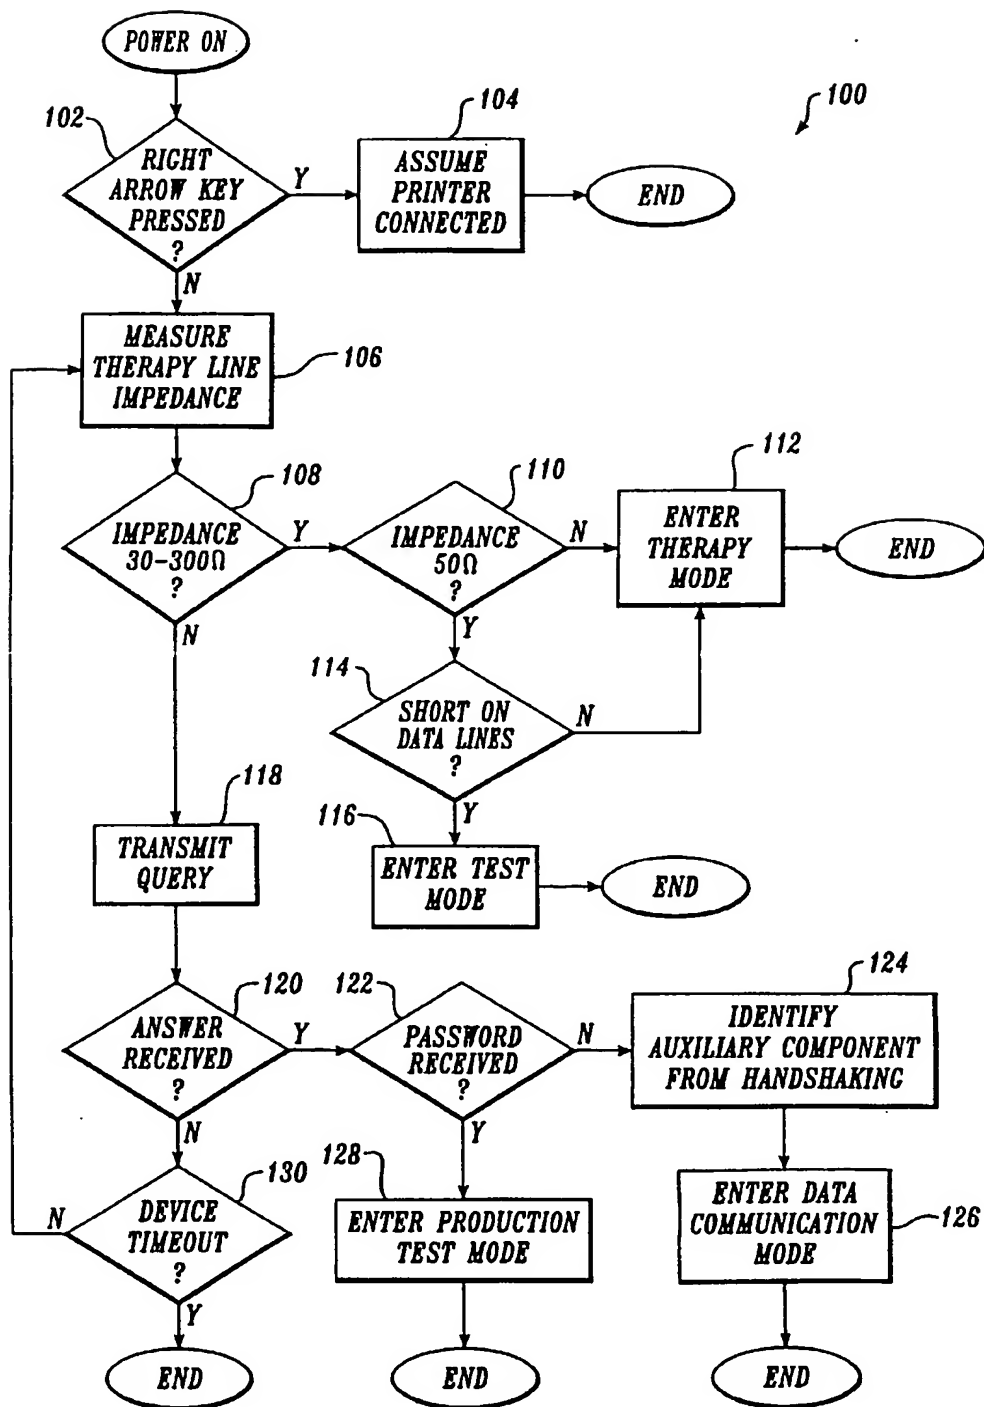 POWER ON
100
102
RIGHT
ARROW KEY
PRESSED
?
Y
N
104
ASSUME
PRINTER
CONNECTED
END
MEASURE
THERAPY LINE
IMPEDANCE
106
108
IMPEDANCE
30-300Ω
?
Y
N
110
IMPEDANCE
50Ω
?
N
Y
112
ENTER
THERAPY
MODE
END
114
SHORT ON
DATA LINES
?
N
Y
116
ENTER TEST
MODE
END
118
TRANSMIT
QUERY
120
ANSWER
RECEIVED
?
Y
N
122
PASSWORD
RECEIVED
?
N
Y
124
IDENTIFY
AUXILIARY COMPONENT
FROM HANDSHAKING
130
DEVICE
TIMEOUT
?
N
Y
128
ENTER PRODUCTION
TEST MODE
ENTER DATA
COMMUNICATION
MODE
126
END
END
END